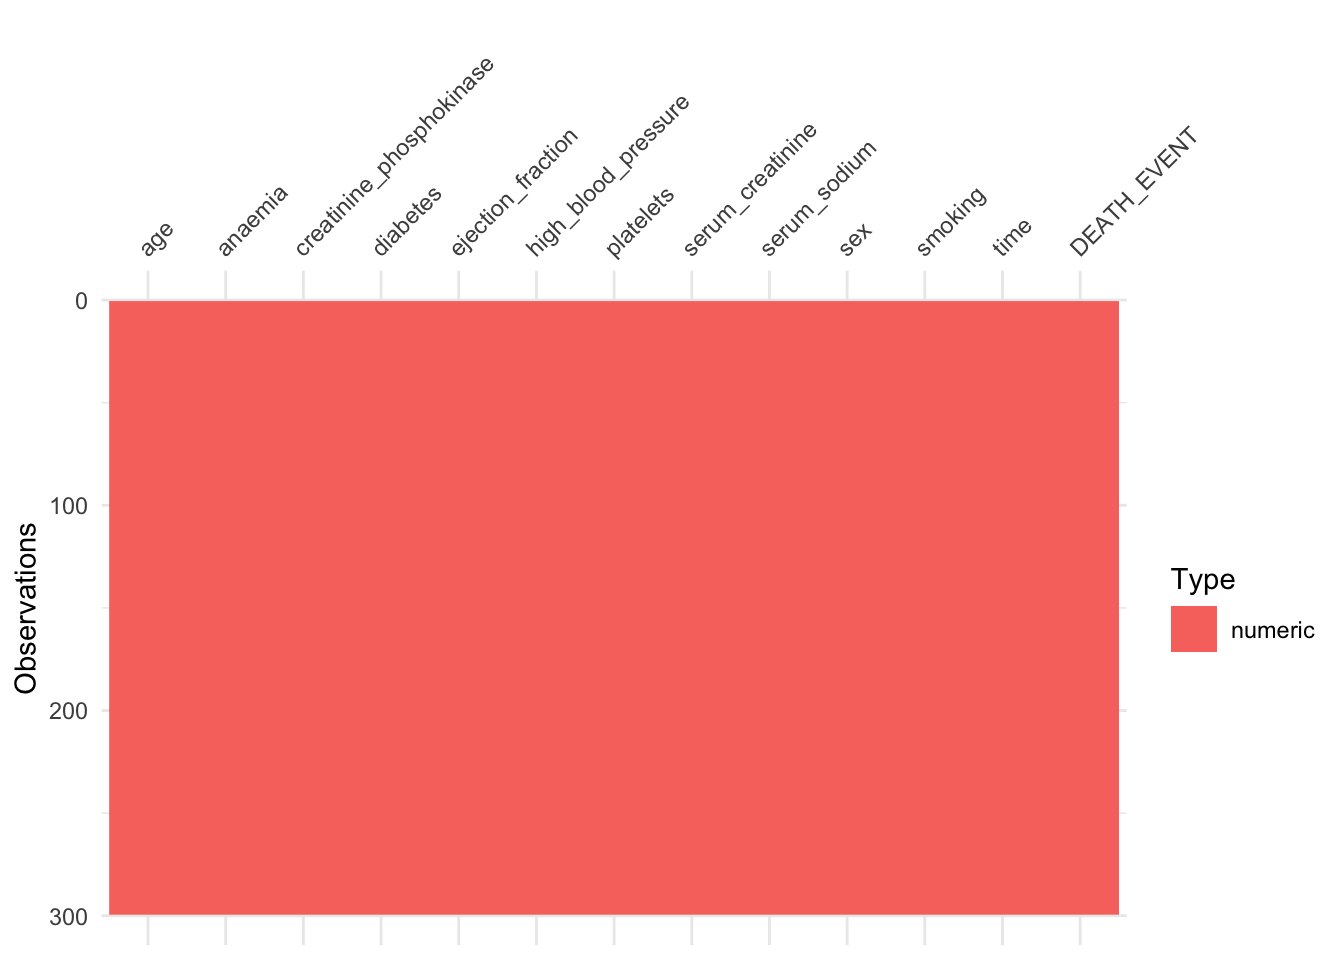 age
anaemia
creatinine_phosphokinase
diabetes
ejection_fraction
high_blood_pressure
platelets
serum_creatinine
serum_sodium
sex
smoking
time
DEATH_EVENT
0
100
200
300
Observations
Type
numeric